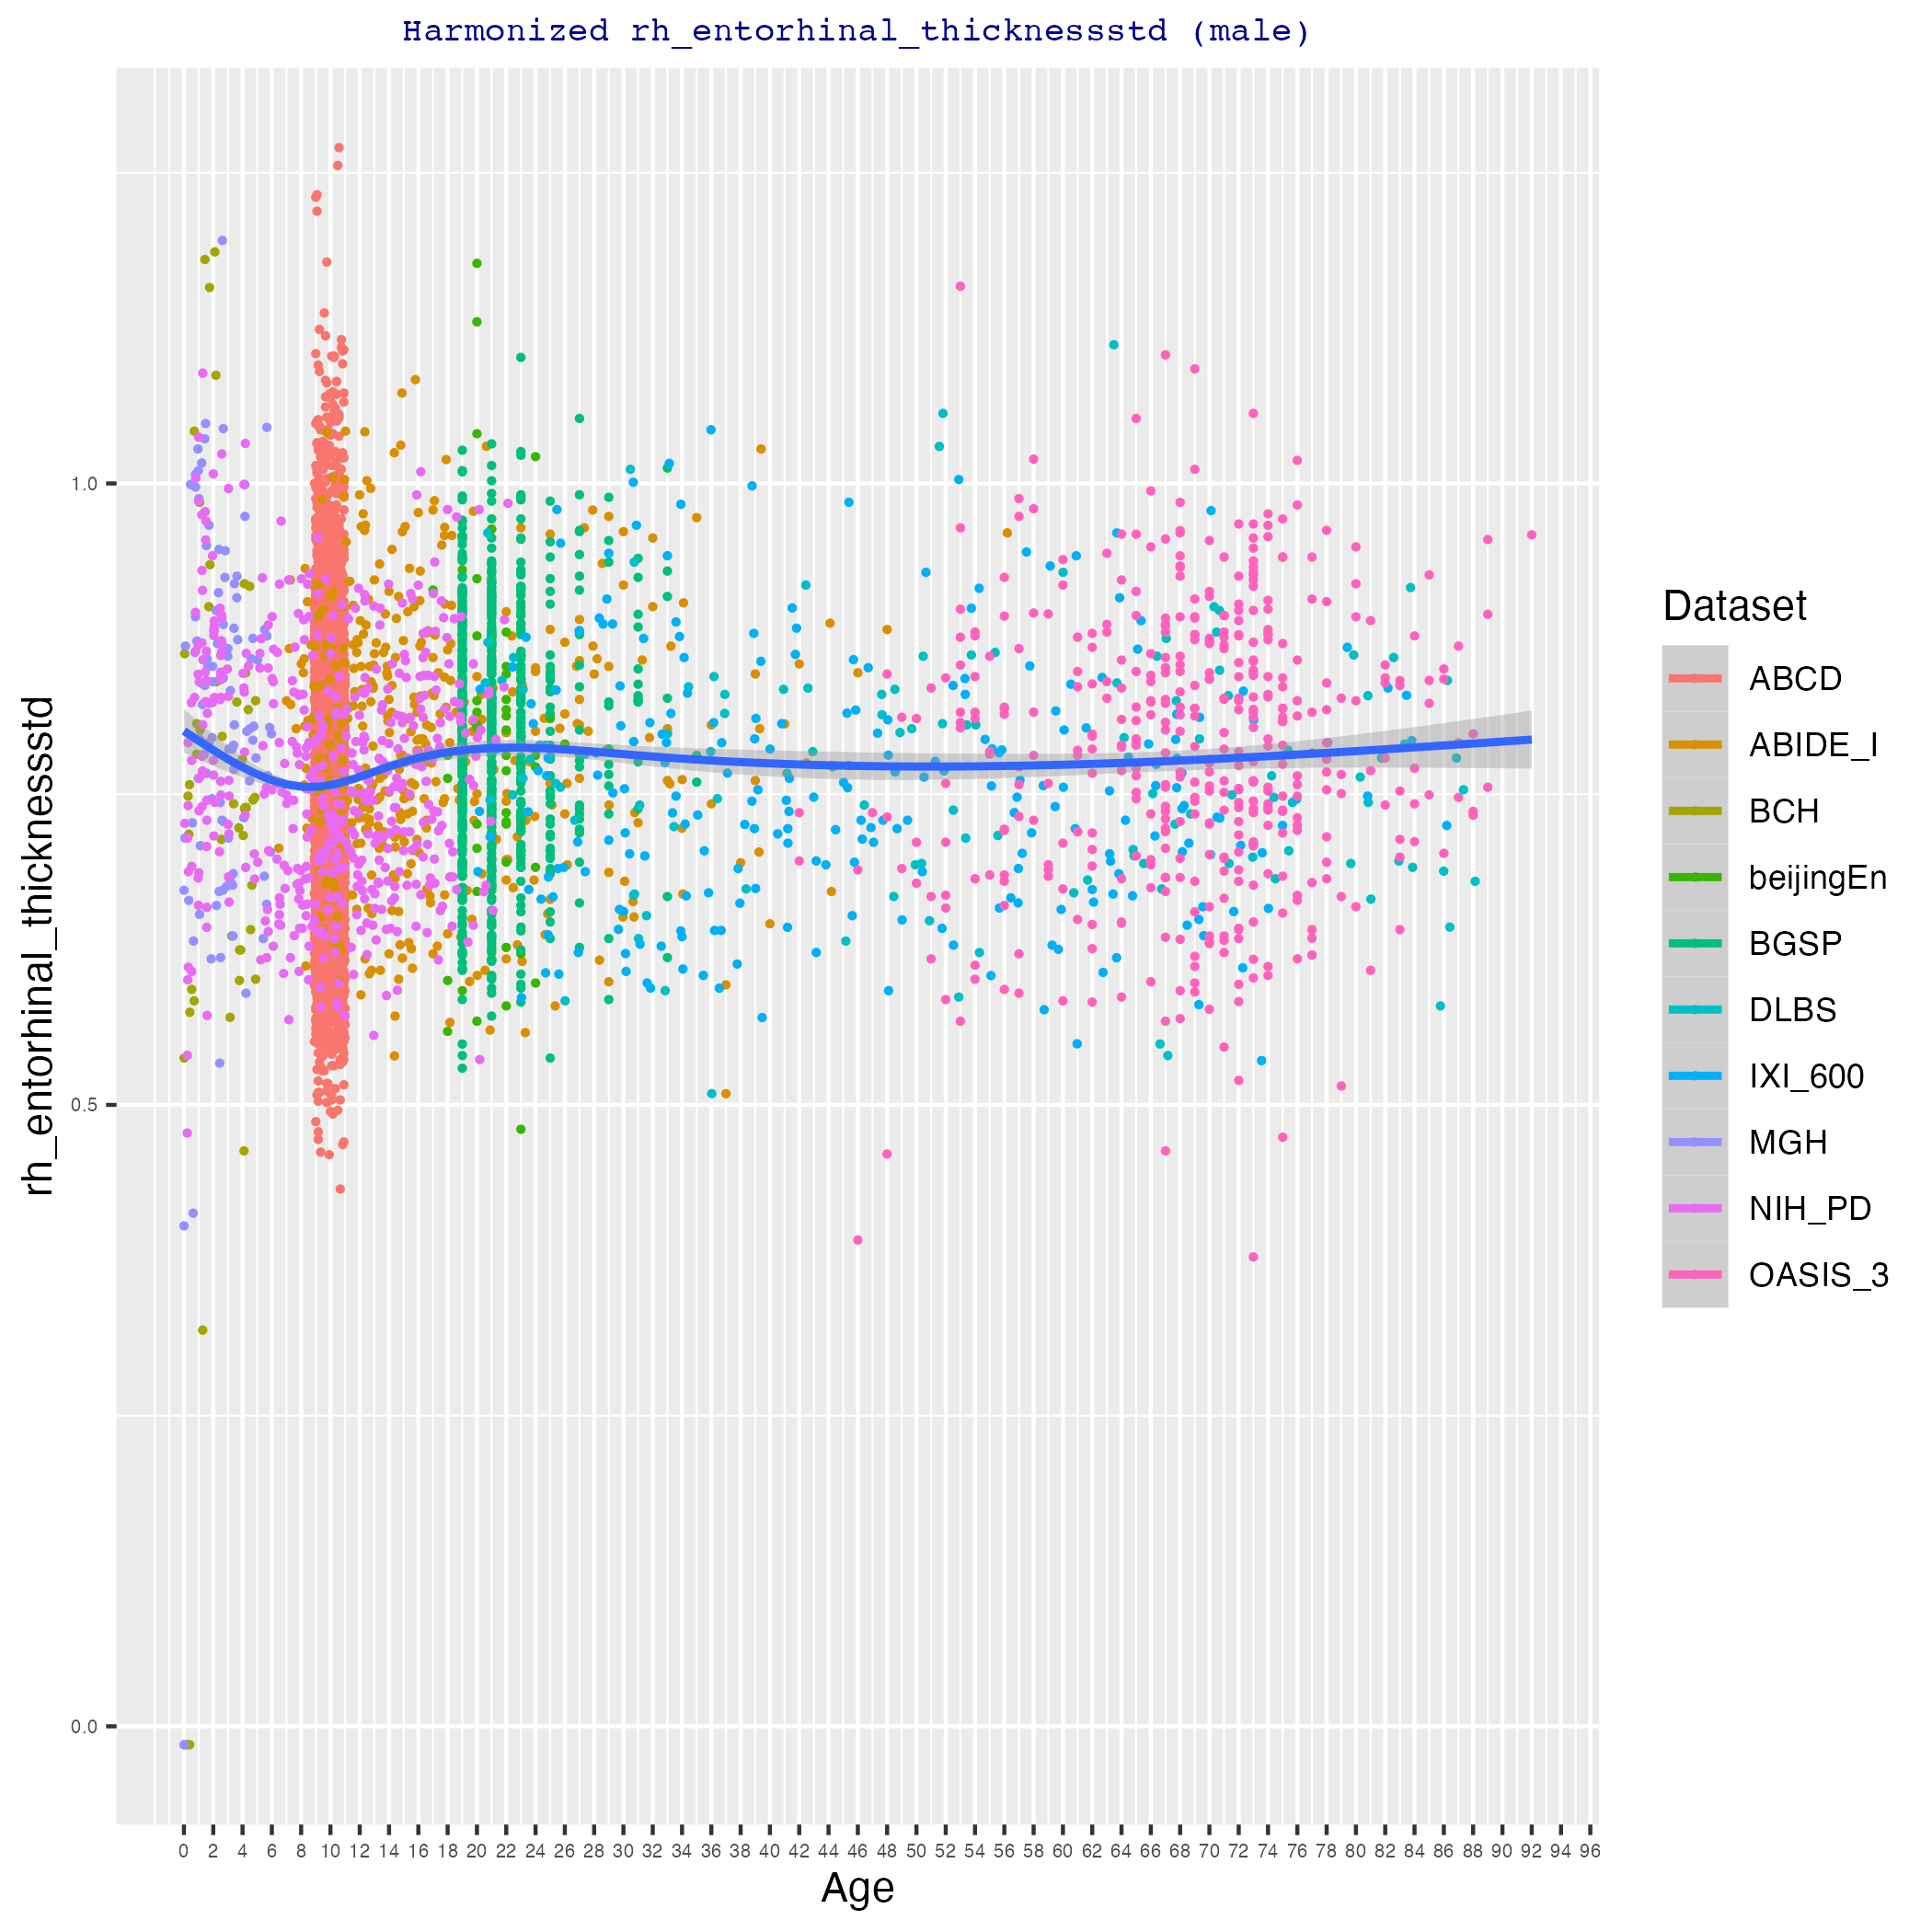 Harmonized rh_entorhinal_thicknessstd (male)
rh_entorhinal_thicknessstd
1.0
0.5
0.0
0 2 4 6 8 10 12 14 16 18 20 22 24 26 28 30 32 34 36 38 40 42 44 46 48 50 52 54 56 58 60 62 64 66 68 70 72 74 76 78 80 82 84 86 88 90 92 94 96
Age
Dataset
ABCD
ABIDE_I
BCH
beijingEn
BGSP
DLBS
IXI_600
MGH
NIH_PD
OASIS_3